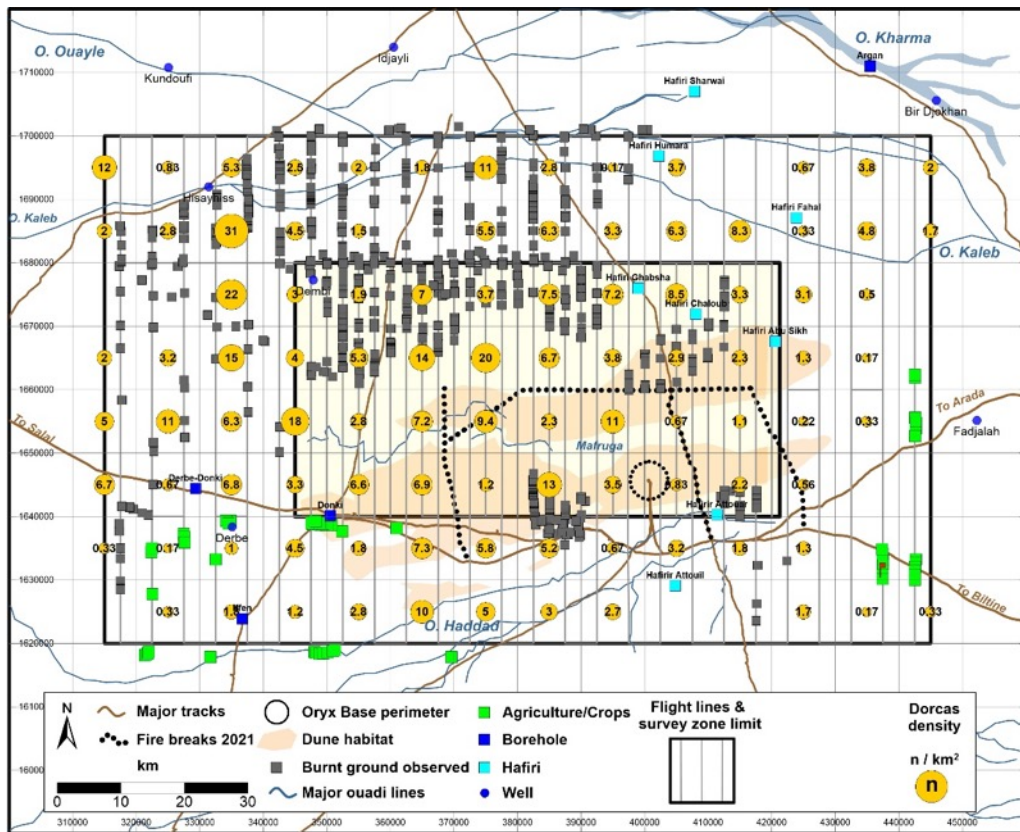 O. Ouayle
Idjayli
Kundoufi
O. Kharma
Argan
Bir Djokhan
Hafiri Sharwai
1710000
1700000
Hafiri Humara
12 0.83 5.3 2.5 2 1.8 11 2.8 0.17 3.7 0.67 3.8 2
1690000
Hisayniss
O. Kaleb
Hafiri Fahal
2 2.8 31 4.5 1.5 5.5 6.3 3.3 6.3 8.3 0.33 4.8 1.7
O. Kaleb
1680000
Dembi
Hafiri Ghabsha
22 3 1.9 7 3.7 7.5 7.2 8.5 3.3 3.1 0.5
Hafiri Chaloub
1670000
Hafiri Abu Sikh
2 3.2 15 4 5.3 14 20 6.7 3.8 2.9 2.3 1.3 0.17
1660000
To Salal
To Arada
5 11 6.3 18 2.8 7.2 9.4 2.3 11 0.67 1.1 0.22 0.33
Fadjalah
Mafruga
1650000
Derbe-Donki
6.7 0.67 6.8 3.3 6.6 6.9 1.2 13 3.5 0.83 2.2 0.56
Donki
Hafirir Attouar
1640000
Derbe
0.33 0.17 1 4.5 1.8 7.3 5.8 5.2 0.67 3.2 1.8 1.3
1630000
Hafirir Attouil
To Biltine
Wen
0.33 1.2 2.8 10 5 3 2.7 1.7 0.17 0.33
O. Haddad
1620000
N
Major tracks
Oryx Base perimeter
Agriculture/Crops
Flight lines &
survey zone limit
Dorcas
density
Fire breaks 2021
Dune habitat
Borehole
n / km²
km
Burnt ground observed
Hafiri
n
0 10 20 30
Major ouadi lines
Well
310000 320000 330000 340000 350000 360000 370000 380000 390000 400000 410000 420000 430000 440000 450000